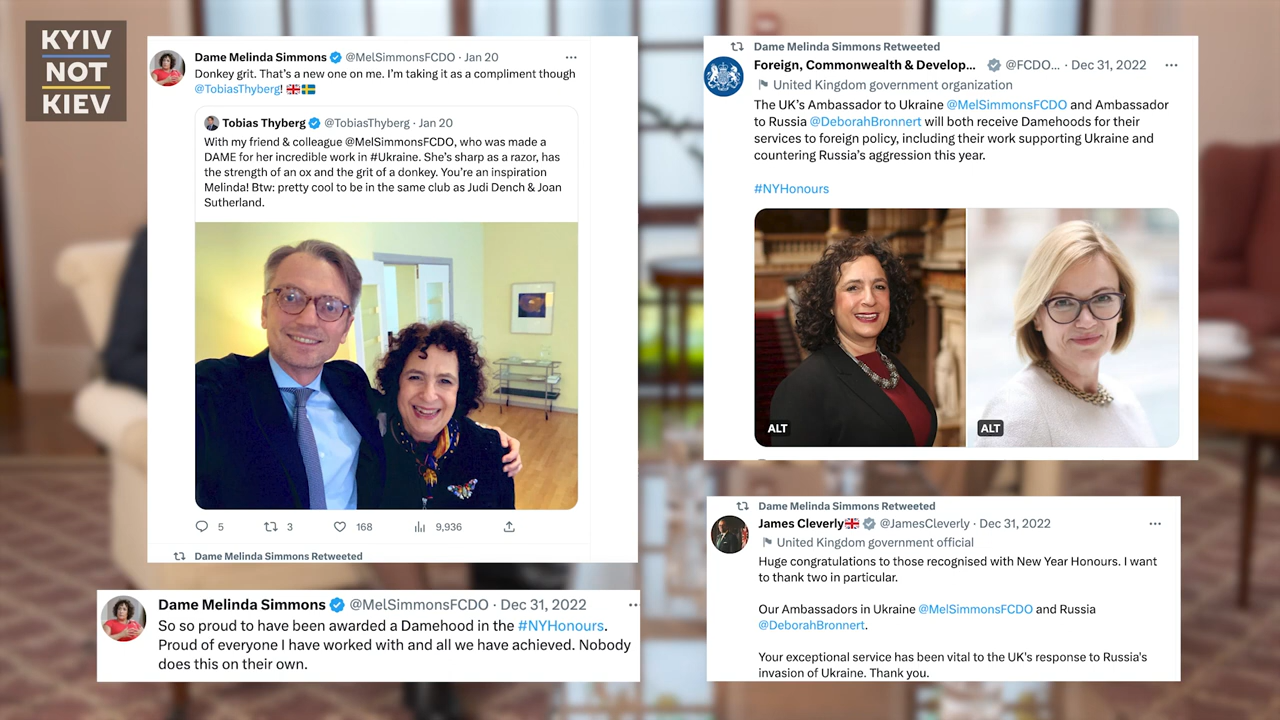 KYIV
NOT
KIEV
Dame Melinda Simmons @MelSimmonsFCDO · Jan 20
Donkey grit. That's a new one on me. I'm taking it as a compliment though
@TobiasThyberg! 🇬🇧🇸🇪
Tobias Thyberg @TobiasThyberg · Jan 20
With my friend & colleague @MelSimmonsFCDO, who was made a
DAME for her incredible work in #Ukraine. She's sharp as a razor, has
the strength of an ox and the grit of a donkey. You're an inspiration
Melinda! Btw: pretty cool to be in the same club as Judi Dench & Joan
Sutherland.
5 3 168 9,936
Dame Melinda Simmons Retweeted
Dame Melinda Simmons @MelSimmonsFCDO · Dec 31, 2022
So so proud to have been awarded a Damehood in the #NYHonours.
Proud of everyone I have worked with and all we have achieved. Nobody
does this on their own.
Dame Melinda Simmons Retweeted
Foreign, Commonwealth & Develop... @FCDO... · Dec 31, 2022
United Kingdom government organization
The UK's Ambassador to Ukraine @MelSimmonsFCDO and Ambassador
to Russia @DeborahBronnert will both receive Damehoods for their
services to foreign policy, including their work supporting Ukraine and
countering Russia's aggression this year.
#NYHonours
ALT
ALT
Dame Melinda Simmons Retweeted
James Cleverly🇬🇧 @JamesCleverly · Dec 31, 2022
United Kingdom government official
Huge congratulations to those recognised with New Year Honours. I want
to thank two in particular.
Our Ambassadors in Ukraine @MelSimmonsFCDO and Russia
@DeborahBronnert.
Your exceptional service has been vital to the UK's response to Russia's
invasion of Ukraine. Thank you.